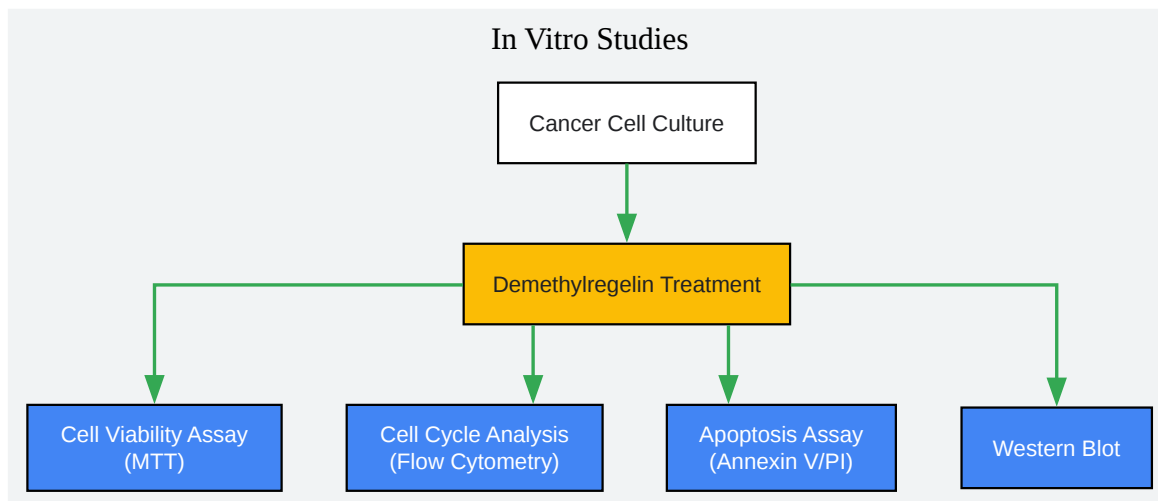 In Vitro Studies
Cancer Cell Culture
Demethylregelin Treatment
Cell Viability Assay
(MTT)
Cell Cycle Analysis
(Flow Cytometry)
Apoptosis Assay
(Annexin V/PI)
Western Blot